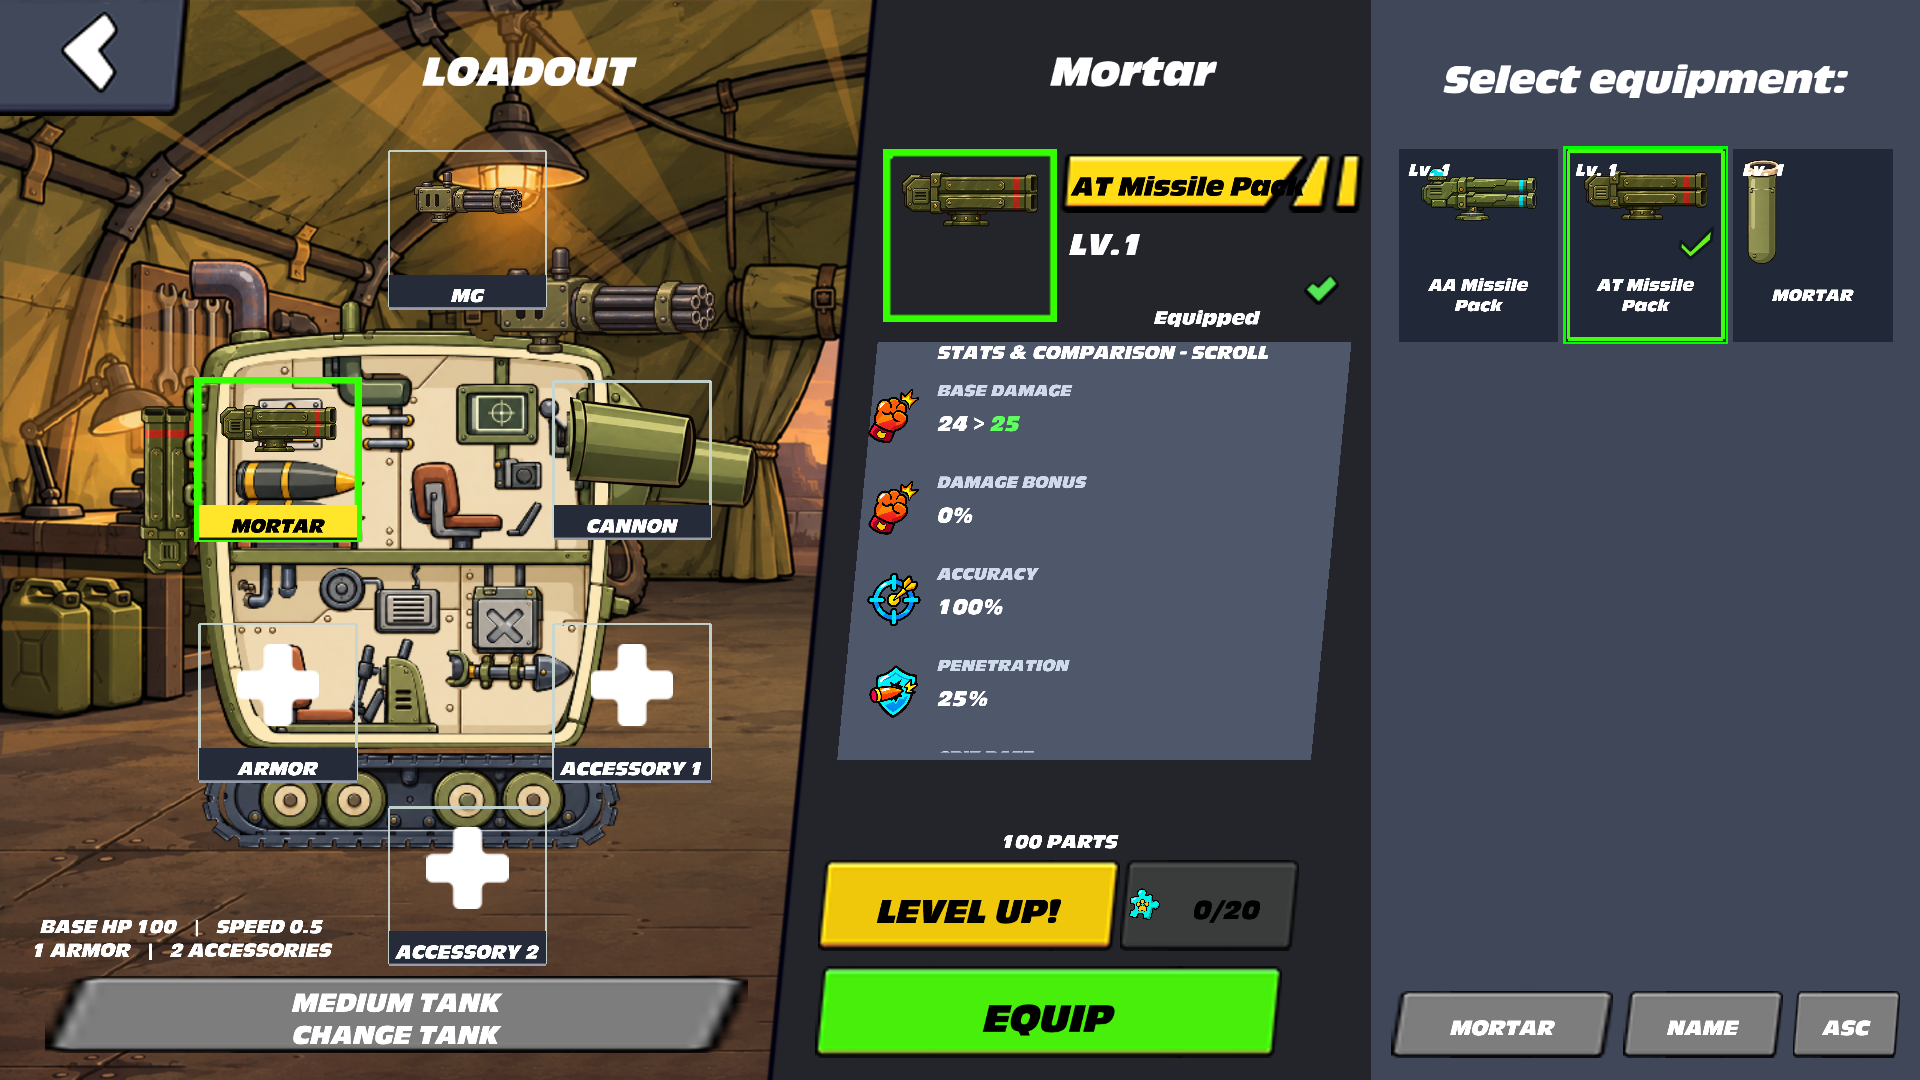 LOADOUT
MG
MORTAR
CANNON
ARMOR
ACCESSORY 1
ACCESSORY 2
BASE HP 100 | SPEED 0.5
1 ARMOR | 2 ACCESSORIES
MEDIUM TANK
CHANGE TANK
Mortar
AT Missile Pack
LV.1
Equipped
STATS & COMPARISON - SCROLL
BASE DAMAGE
24 > 25
DAMAGE BONUS
0%
ACCURACY
100%
PENETRATION
25%
100 PARTS
LEVEL UP!
0/20
EQUIP
Select equipment:
Lv. 1
AA Missile
Pack
Lv. 1
AT Missile
Pack
Lv. 1
MORTAR
MORTAR
NAME
ASC